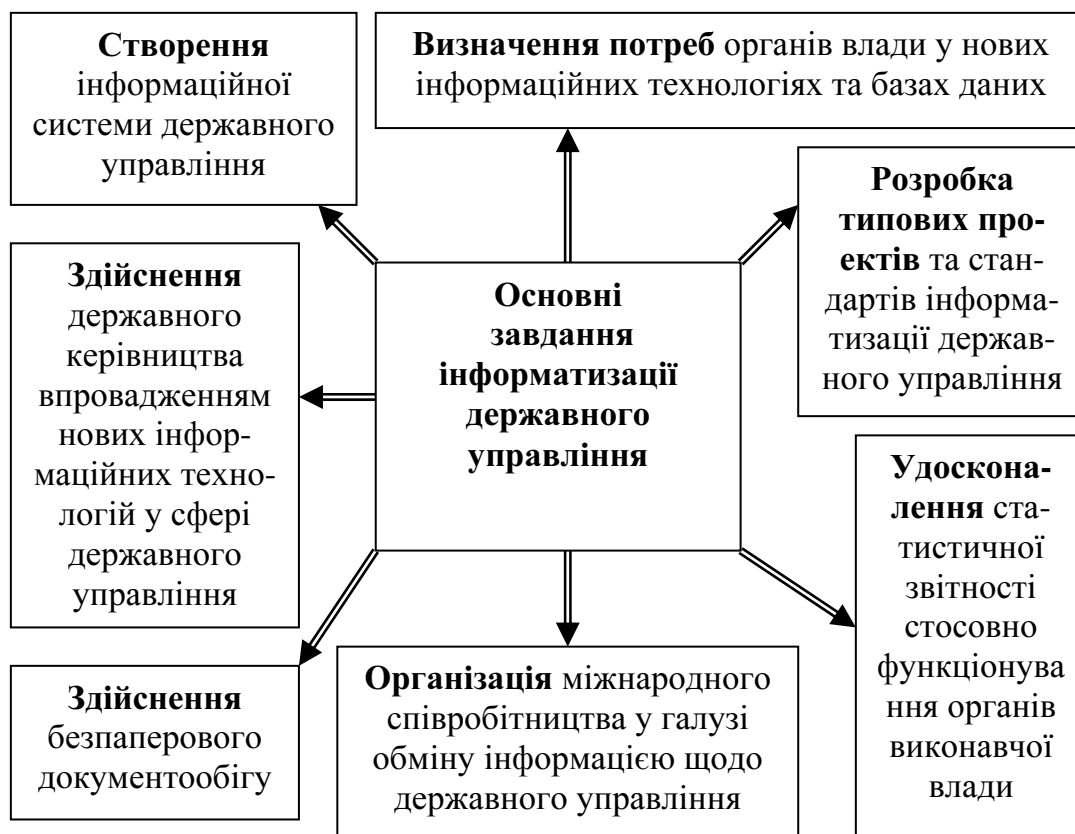 Створення
інформаційної
системи державного
управління
Визначення потреб органів влади у нових
інформаційних технологіях та базах даних
Розробка
типових про-
ектів та стан-
дартів інформа-
тизації держав-
ного управління
Здійснення
державного
керівництва
впровадженням
нових інфор-
маційних техно-
логій у сфері
державного
управління
Основні
завдання
інформатизації
державного
управління
Удоскона-
лення ста-
тистичної
звітності
стосовно
функціонува
ння органів
виконавчої
влади
Здійснення
безпаперового
документообігу
Організація міжнародного
співробітництва у галузі
обміну інформацією щодо
державного управління